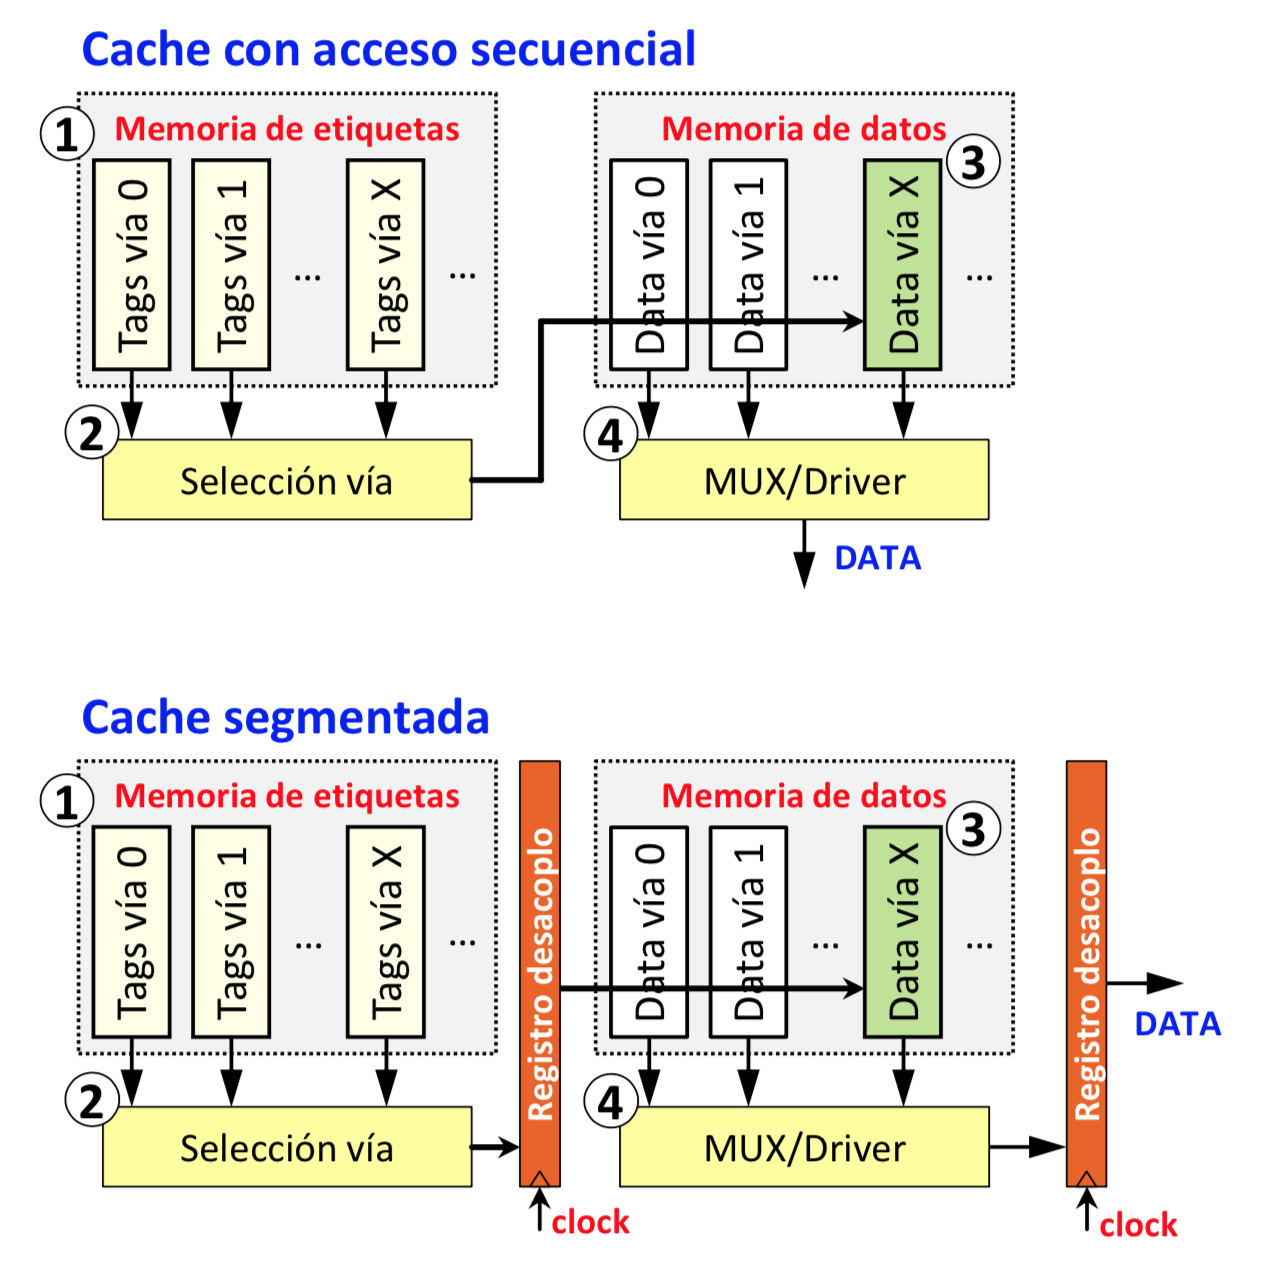 Cache con acceso secuencial
1
Memoria de etiquetas
Tags vía 0
Tags vía 1
...
Tags vía X
...
2
Selección vía
Memoria de datos
3
Data vía 0
Data vía 1
...
Data vía X
...
4
MUX/Driver
DATA
Cache segmentada
1
Memoria de etiquetas
Tags vía 0
Tags vía 1
...
Tags vía X
...
2
Selección vía
Registro desacoplo
clock
Memoria de datos
3
Data vía 0
Data vía 1
...
Data vía X
...
4
MUX/Driver
Registro desacoplo
clock
DATA